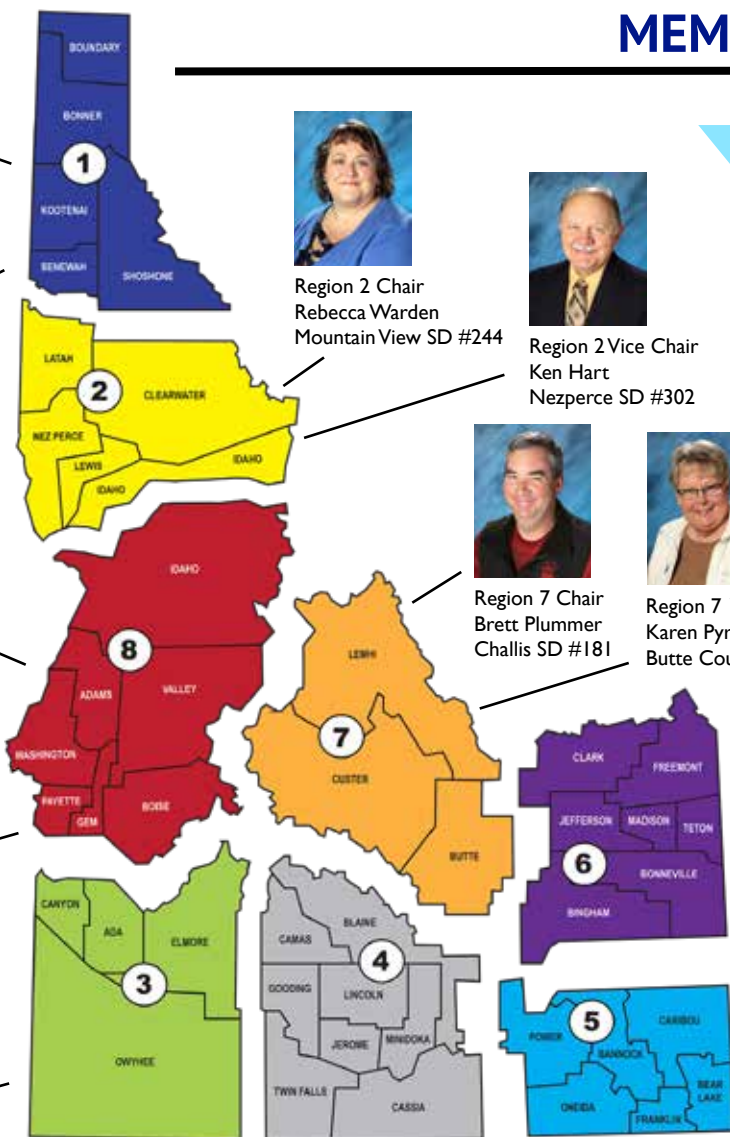 MEM
BOUNDARY
BONNER
1
KOOTENAI
BENEWAH
SHOSHONE
Region 2 Chair
Rebecca Warden
Mountain View SD #244
Region 2 Vice Chair
Ken Hart
Nezperce SD #302
LATAH
2
CLEARWATER
NEZ PERCE
LEWIS
IDAHO
IDAHO
Region 7 Chair
Brett Plummer
Challis SD #181
Region 7
Karen Pyr
Butte Cou
IDAHO
8
ADAMS
VALLEY
WASHINGTON
PAYETTE
GEM
BOISE
LEMHI
7
CUSTER
BUTTE
CLARK
FREEMONT
JEFFERSON
MADISON
TETON
6
BONNEVILLE
BINGHAM
CANYON
ADA
ELMORE
3
OWYHEE
BLAINE
CAMAS
4
GOODING
LINCOLN
JEROME
MINIDOKA
TWIN FALLS
CASSIA
POWER
5
CARIBOU
BANNOCK
ONEIDA
BEAR
LAKE
FRANKLIN